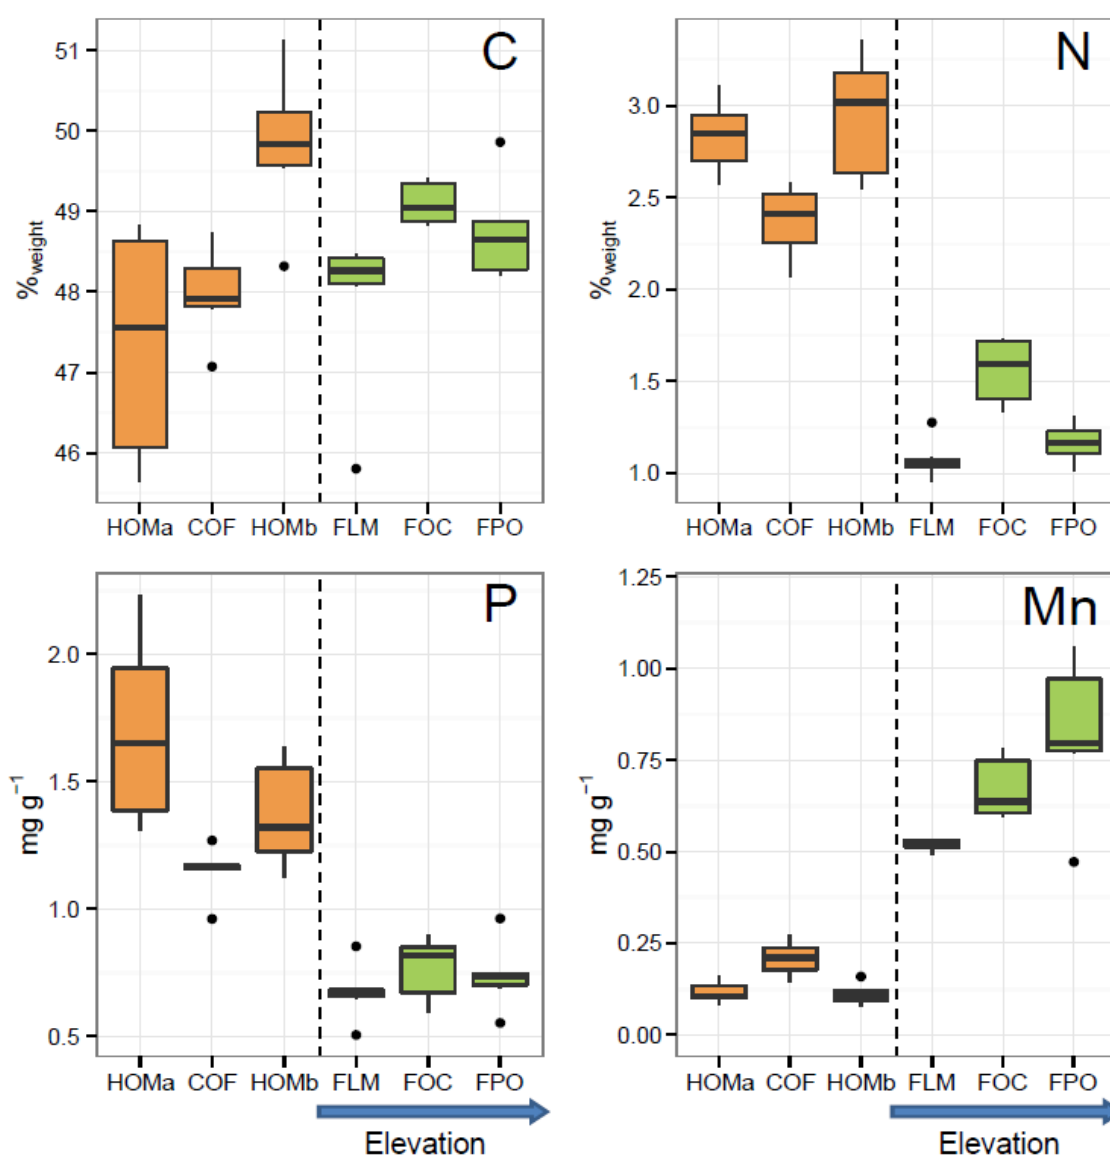 C
51
50
49
48
47
46
%weight
HOMa COF HOMb FLM FOC FPO
N
3.0
2.5
2.0
1.5
1.0
%weight
HOMa COF HOMb FLM FOC FPO
P
2.0
1.5
1.0
0.5
mg g⁻¹
HOMa COF HOMb FLM FOC FPO
Elevation
Mn
1.25
1.00
0.75
0.50
0.25
0.00
mg g⁻¹
HOMa COF HOMb FLM FOC FPO
Elevation